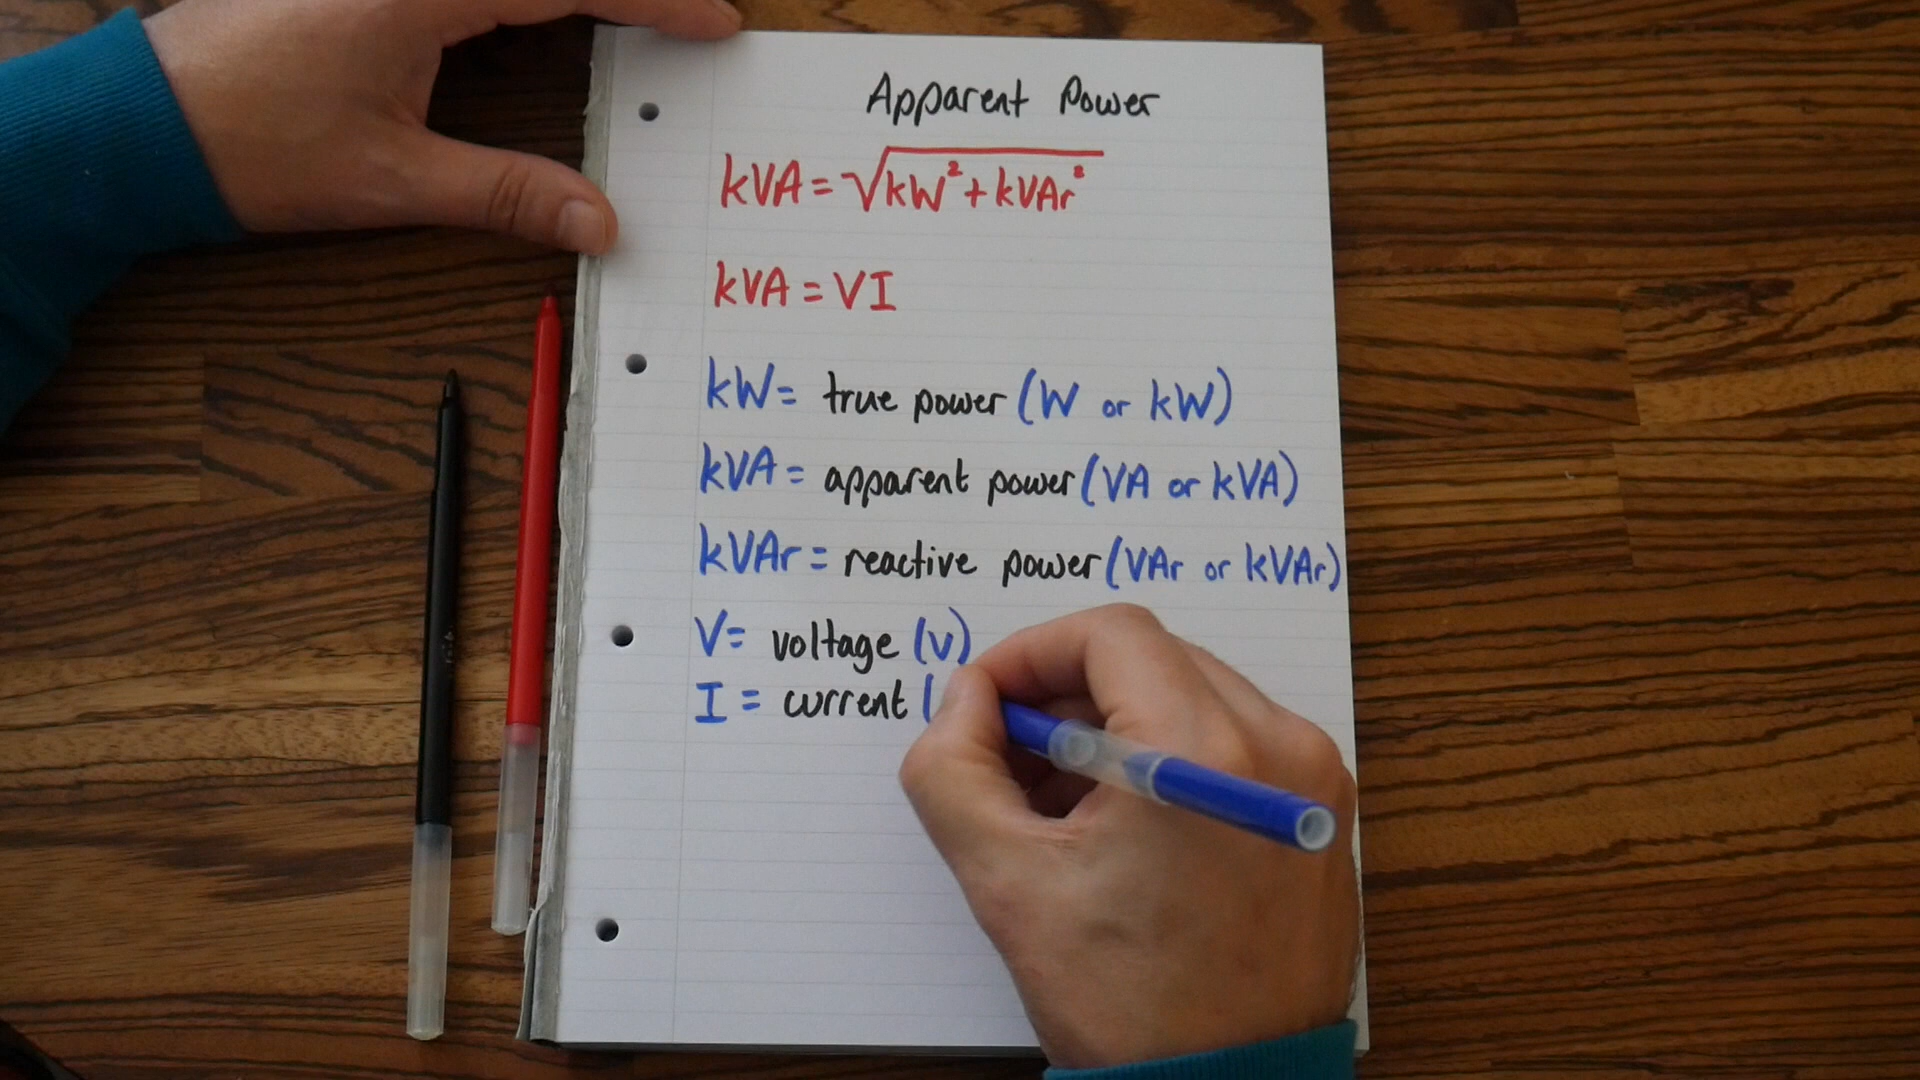 Apparent Power
kVA = √kW² + kVAr²
kVA = VI
kW = true power (W or kW)
kVA = apparent power (VA or kVA)
kVAr = reactive power (VAr or kVAr)
V = voltage (v)
I = current (